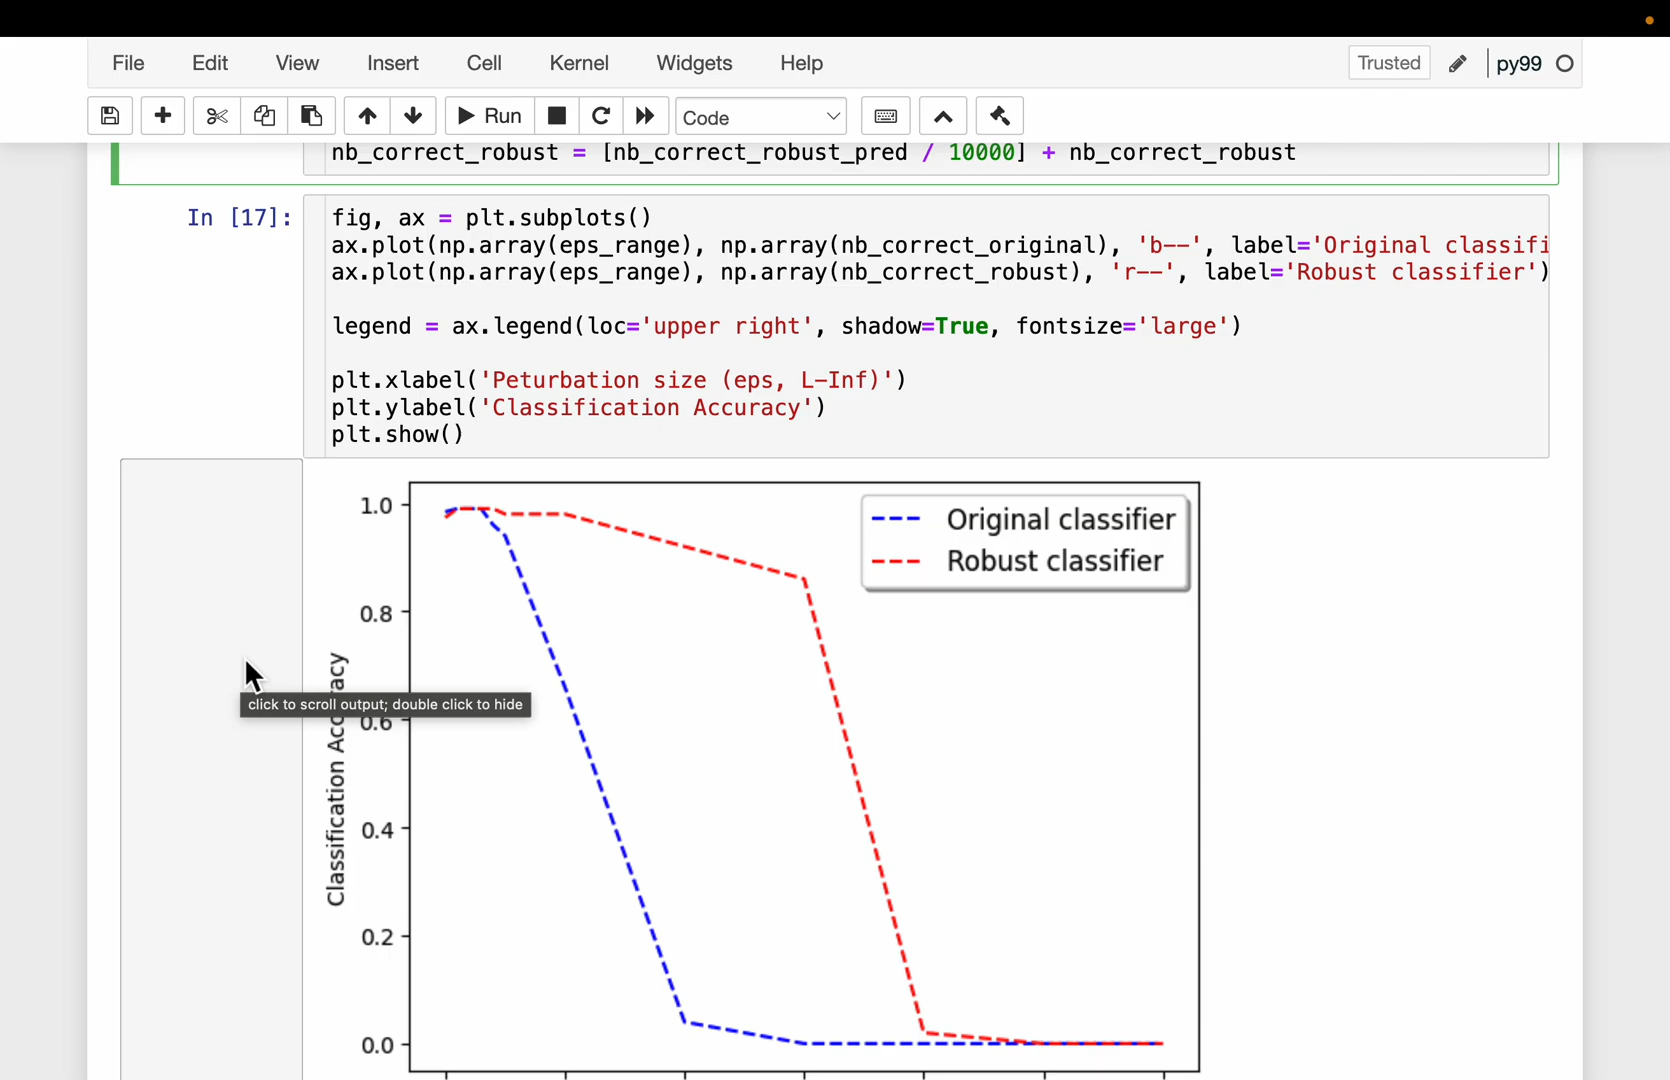 File Edit View Insert Cell Kernel Widgets Help Trusted py99
Run Code
nb_correct_robust = [nb_correct_robust_pred / 10000] + nb_correct_robust
In [17]:
fig, ax = plt.subplots()
ax.plot(np.array(eps_range), np.array(nb_correct_original), 'b--', label='Original classifi
ax.plot(np.array(eps_range), np.array(nb_correct_robust), 'r--', label='Robust classifier')
legend = ax.legend(loc='upper right', shadow=True, fontsize='large')
plt.xlabel('Peturbation size (eps, L-Inf)')
plt.ylabel('Classification Accuracy')
plt.show()
1.0
Original classifier
Robust classifier
0.8
click to scroll output; double click to hide
0.6
Classification Accuracy
0.4
0.2
0.0